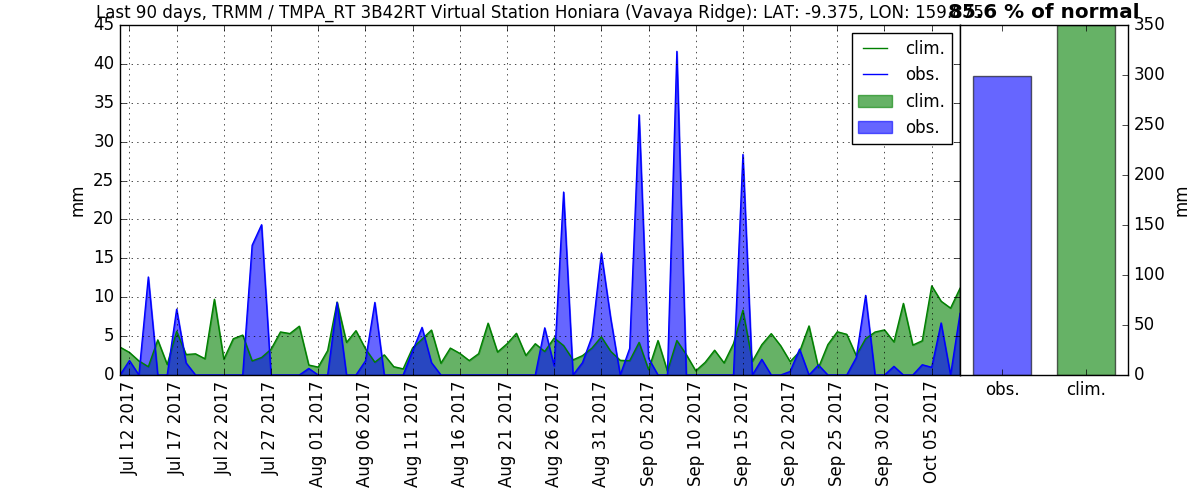 Last 90 days, TRMM / TMPA_RT 3B42RT Virtual Station Honiara (Vavaya Ridge): LAT: -9.375, LON:
85.6 % of normal
45
40
35
30
25
20
15
10
5
0
mm
clim.
obs.
clim.
obs.
350
300
250
200
150
100
50
0
mm
obs.
clim.
Jul 12 2017
Jul 17 2017
Jul 22 2017
Jul 27 2017
Aug 01 2017
Aug 06 2017
Aug 11 2017
Aug 16 2017
Aug 21 2017
Aug 26 2017
Aug 31 2017
Sep 05 2017
Sep 10 2017
Sep 15 2017
Sep 20 2017
Sep 25 2017
Sep 30 2017
Oct 05 2017